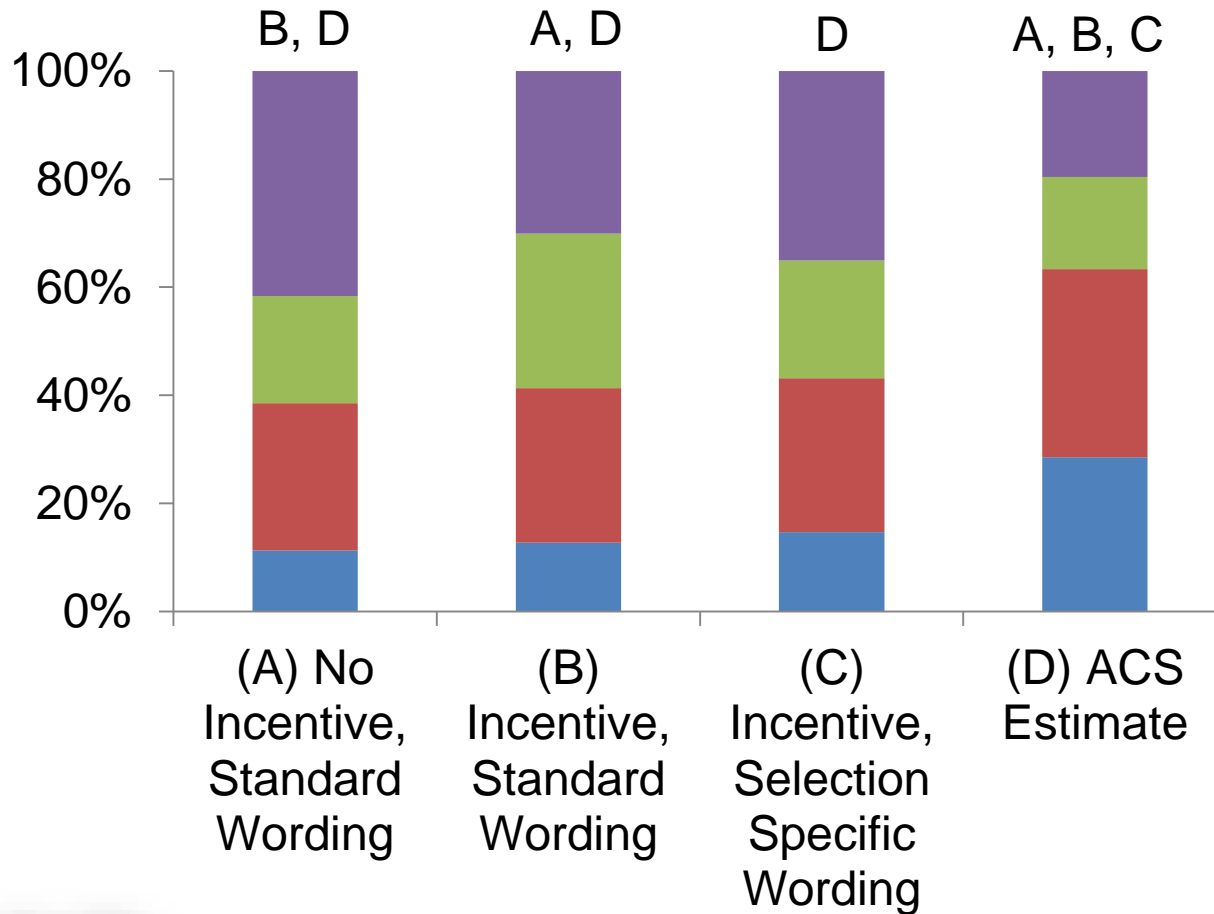 B, D
A, D
D
A, B, C
100%
80%
60%
40%
20%
0%
(A) No
Incentive,
Standard
Wording
(B)
Incentive,
Standard
Wording
(C)
Incentive,
Selection
Specific
Wording
(D) ACS
Estimate